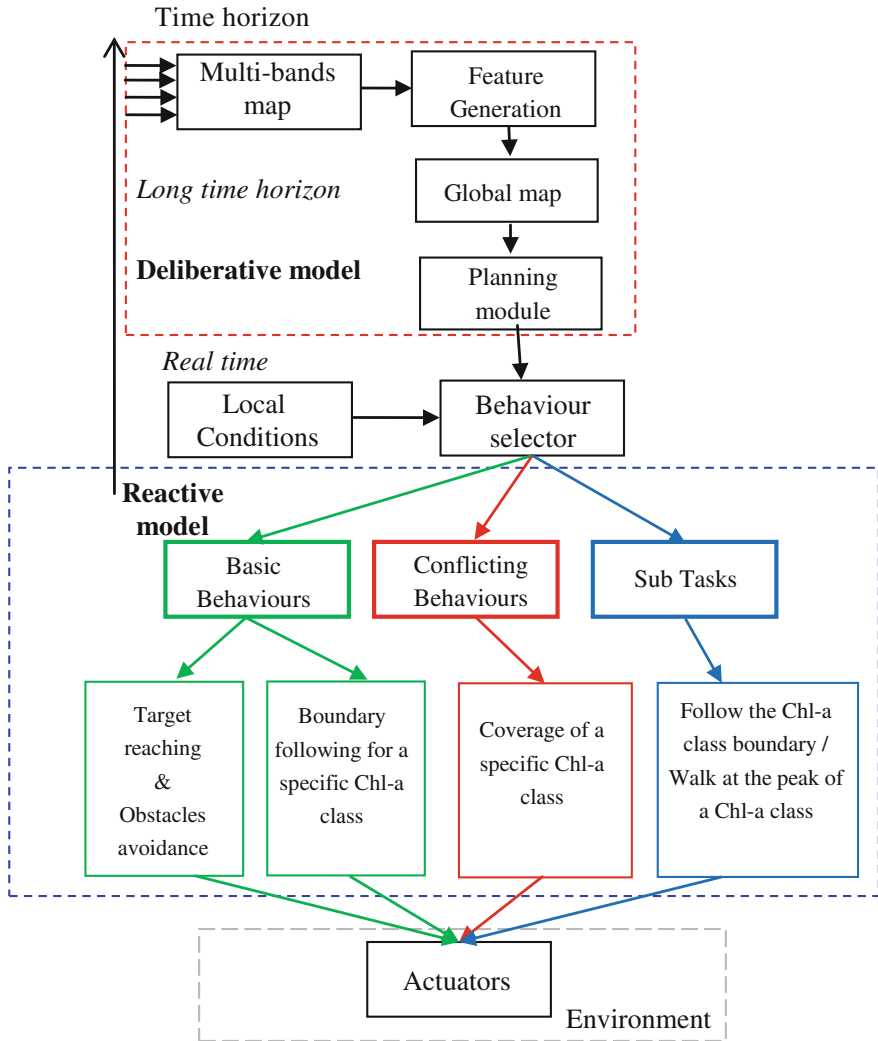 Time horizon
Multi-bands
map
Feature
Generation
Long time horizon
Global map
Deliberative model
Planning
module
Real time
Local
Conditions
Behaviour
selector
Reactive
model
Basic
Behaviours
Conflicting
Behaviours
Sub Tasks
Target
reaching
&
Obstacles
avoidance
Boundary
following for a
specific Chl-a
class
Coverage of a
specific Chl-a
class
Follow the Chl-a
class boundary /
Walk at the peak of
a Chl-a class
Actuators
Environment